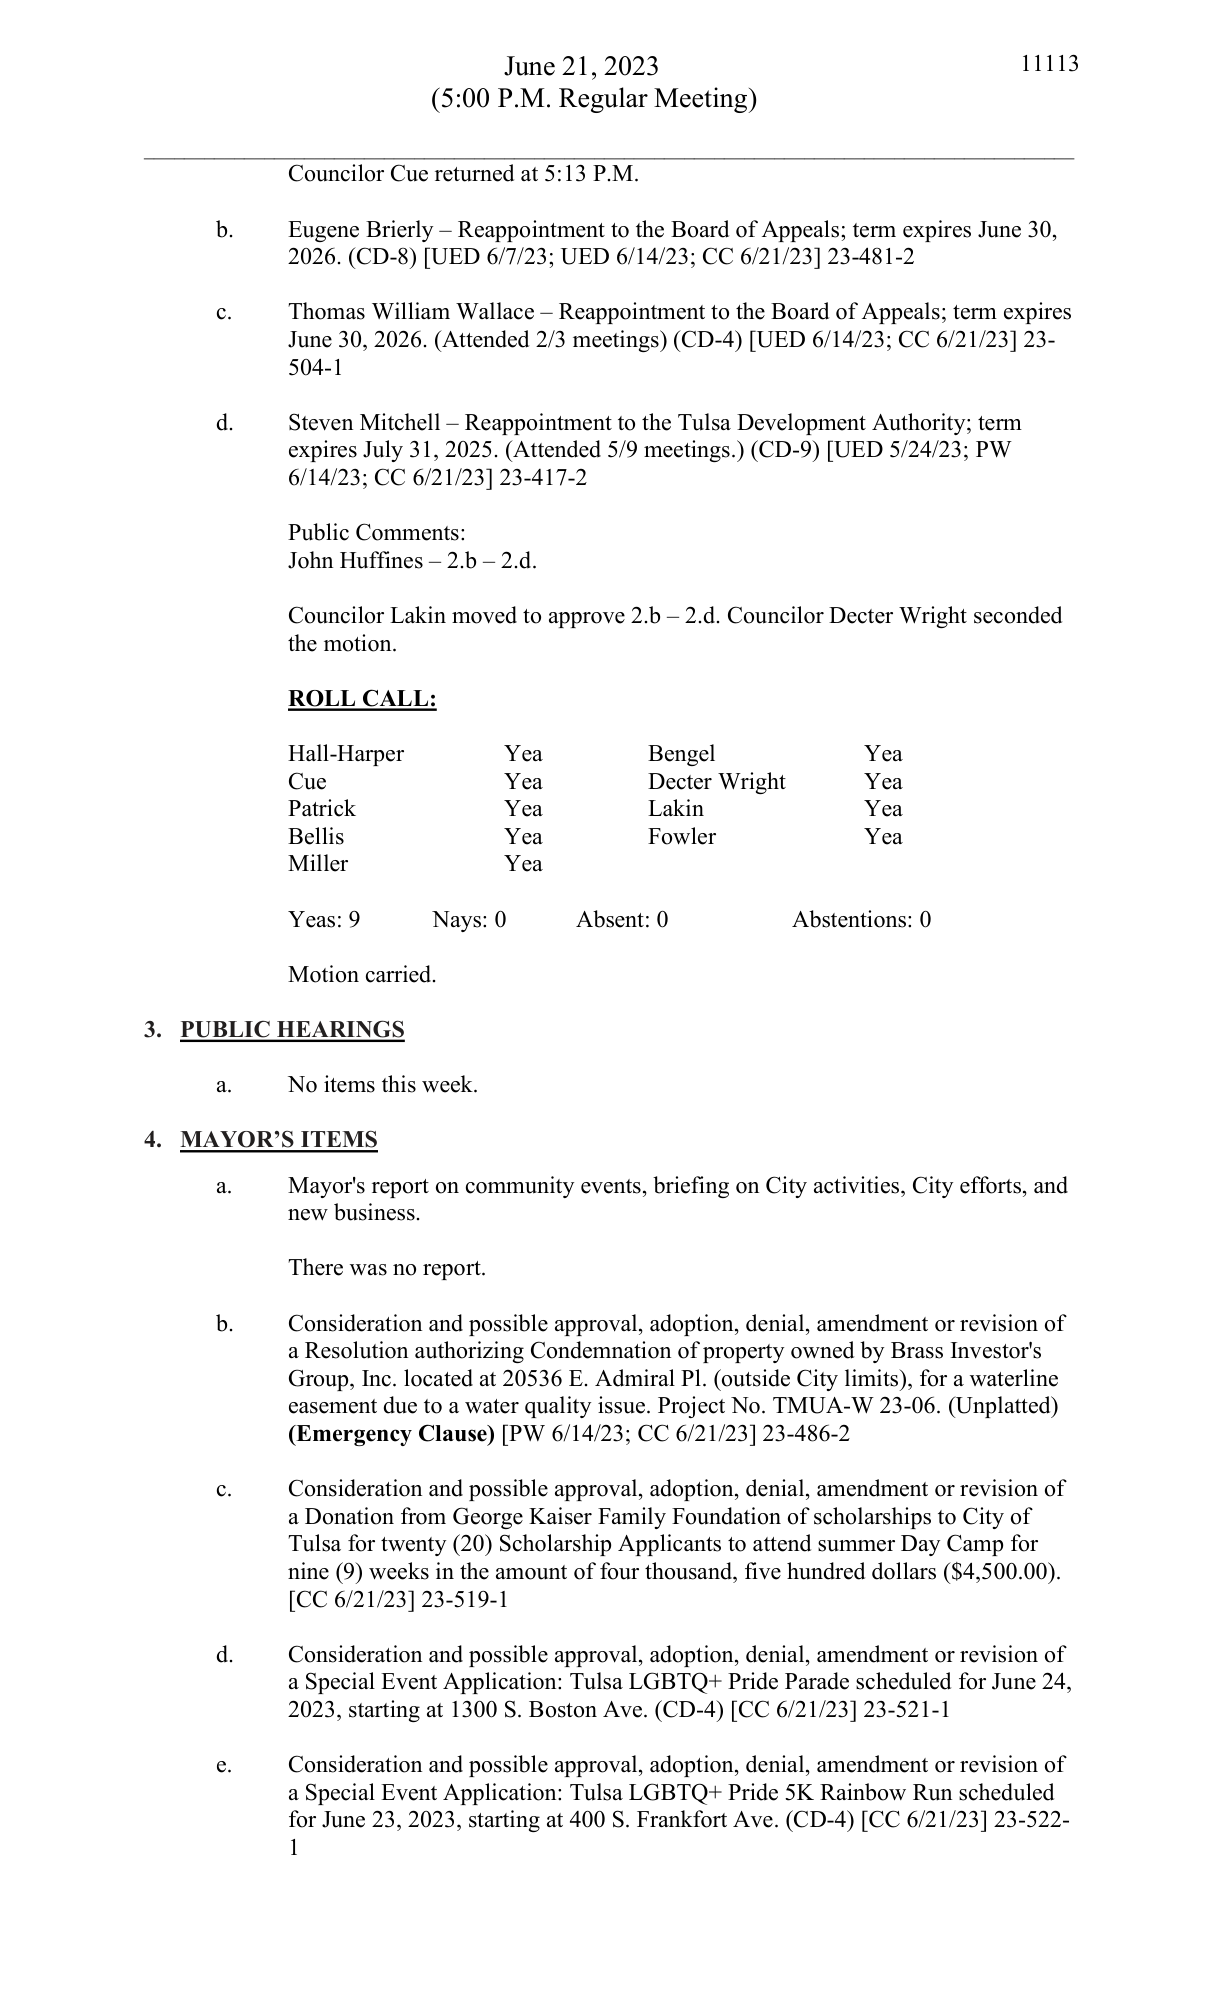 June 21, 2023 11113
(5:00 P.M. Regular Meeting)
Councilor Cue returned at 5:13 P.M.
b. Eugene Brierly – Reappointment to the Board of Appeals; term expires June 30,
2026. (CD-8) [UED 6/7/23; UED 6/14/23; CC 6/21/23] 23-481-2
c. Thomas William Wallace – Reappointment to the Board of Appeals; term expires
June 30, 2026. (Attended 2/3 meetings) (CD-4) [UED 6/14/23; CC 6/21/23] 23-
504-1
d. Steven Mitchell – Reappointment to the Tulsa Development Authority; term
expires July 31, 2025. (Attended 5/9 meetings.) (CD-9) [UED 5/24/23; PW
6/14/23; CC 6/21/23] 23-417-2
Public Comments:
John Huffines – 2.b – 2.d.
Councilor Lakin moved to approve 2.b – 2.d. Councilor Decter Wright seconded
the motion.
ROLL CALL:
Hall-Harper Yea Bengel Yea
Cue Yea Decter Wright Yea
Patrick Yea Lakin Yea
Bellis Yea Fowler Yea
Miller Yea
Yeas: 9 Nays: 0 Absent: 0 Abstentions: 0
Motion carried.
3. PUBLIC HEARINGS
a. No items this week.
4. MAYOR’S ITEMS
a. Mayor's report on community events, briefing on City activities, City efforts, and
new business.
There was no report.
b. Consideration and possible approval, adoption, denial, amendment or revision of
a Resolution authorizing Condemnation of property owned by Brass Investor's
Group, Inc. located at 20536 E. Admiral Pl. (outside City limits), for a waterline
easement due to a water quality issue. Project No. TMUA-W 23-06. (Unplatted)
(Emergency Clause) [PW 6/14/23; CC 6/21/23] 23-486-2
c. Consideration and possible approval, adoption, denial, amendment or revision of
a Donation from George Kaiser Family Foundation of scholarships to City of
Tulsa for twenty (20) Scholarship Applicants to attend summer Day Camp for
nine (9) weeks in the amount of four thousand, five hundred dollars ($4,500.00).
[CC 6/21/23] 23-519-1
d. Consideration and possible approval, adoption, denial, amendment or revision of
a Special Event Application: Tulsa LGBTQ+ Pride Parade scheduled for June 24,
2023, starting at 1300 S. Boston Ave. (CD-4) [CC 6/21/23] 23-521-1
e. Consideration and possible approval, adoption, denial, amendment or revision of
a Special Event Application: Tulsa LGBTQ+ Pride 5K Rainbow Run scheduled
for June 23, 2023, starting at 400 S. Frankfort Ave. (CD-4) [CC 6/21/23] 23-522-
1